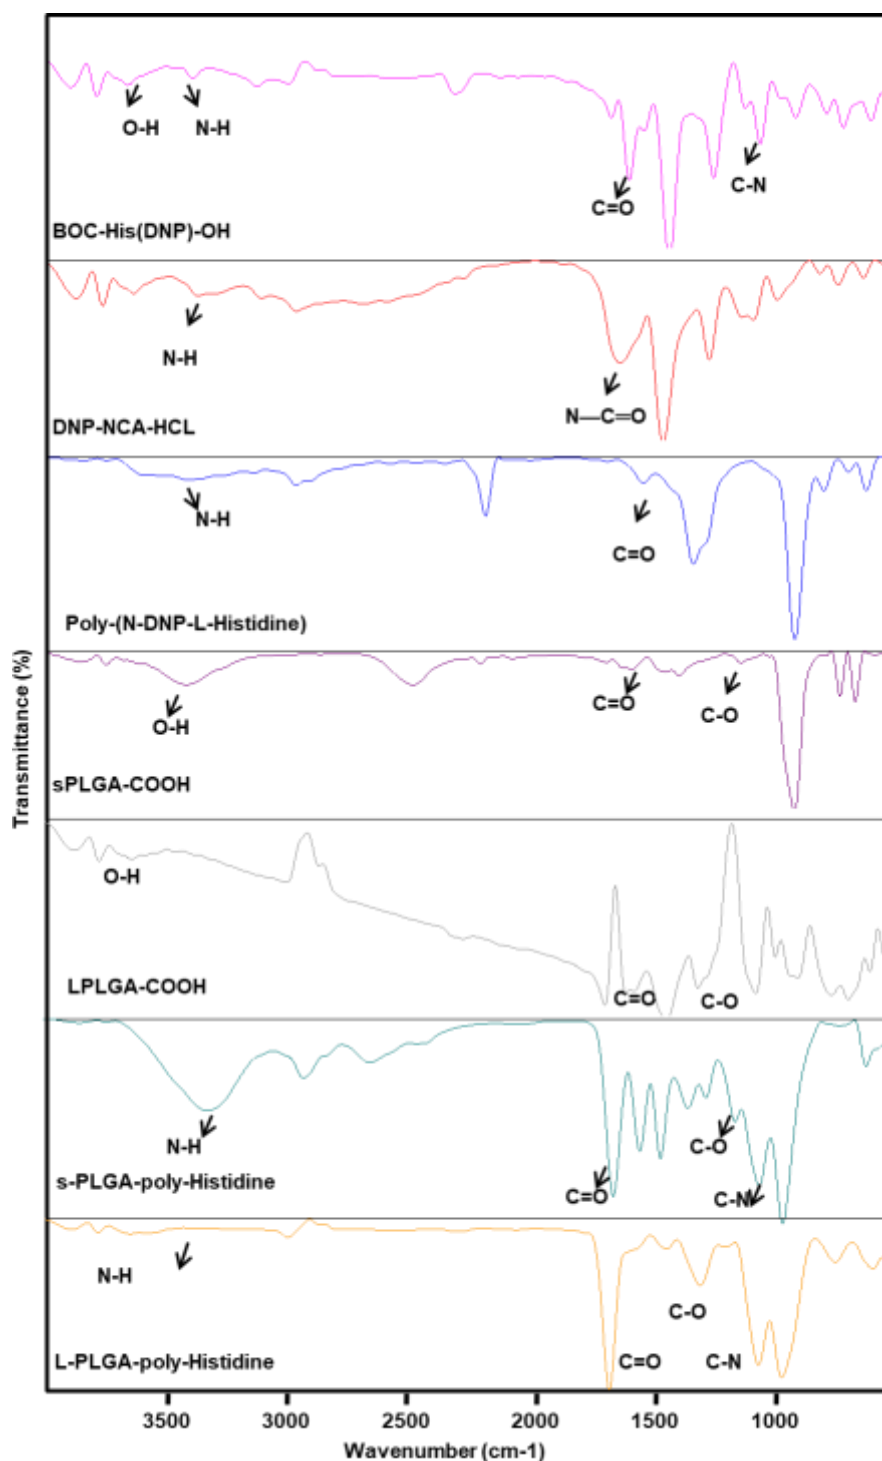 O-H
N-H
C-N
C=O
BOC-His(DNP)-OH
N-H
N—C=O
DNP-NCA-HCL
N-H
C=O
Poly-(N-DNP-L-Histidine)
C=O
C-O
O-H
sPLGA-COOH
O-H
LPLGA-COOH
C=O
C-O
N-H
C-O
s-PLGA-poly-Histidine
C=O
C-N
N-H
C-O
L-PLGA-poly-Histidine
C=O
C-N
Transmittance (%)
3500 3000 2500 2000 1500 1000
Wavenumber (cm-1)